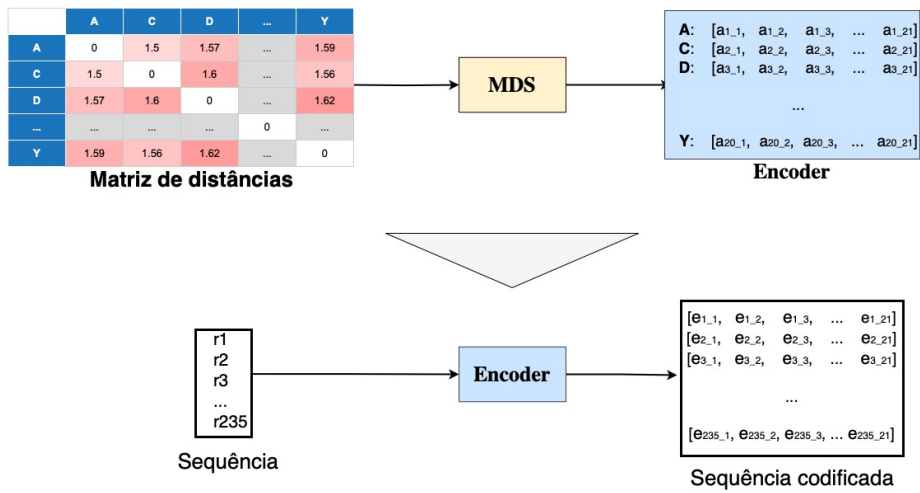 A C D ... Y
A 0 1.5 1.57 ... 1.59
C 1.5 0 1.6 ... 1.56
D 1.57 1.6 0 ... 1.62
... ... ... ... 0 ...
Y 1.59 1.56 1.62 ... 0
Matriz de distâncias
MDS
A: [a1_1, a1_2, a1_3, ... a1_21]
C: [a2_1, a2_2, a2_3, ... a2_21]
D: [a3_1, a3_2, a3_3, ... a3_21]
...
Y: [a20_1, a20_2, a20_3, ... a20_21]
Encoder
r1
r2
r3
...
r235
Sequência
Encoder
[e1_1, e1_2, e1_3, ... e1_21]
[e2_1, e2_2, e2_3, ... e2_21]
[e3_1, e3_2, e3_3, ... e3_21]
...
[e235_1, e235_2, e235_3, ... e235_21]
Sequência codificada